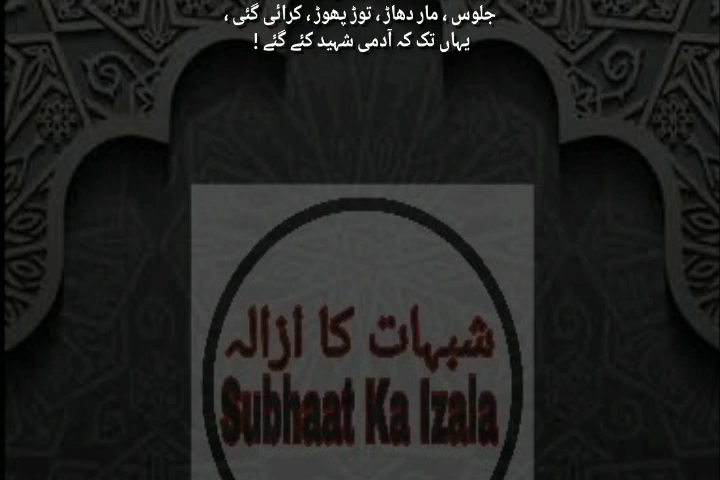 جلوس ، مار دھاڑ ، توڑ پھوڑ ، کرائی گئی ،
یہاں تک کہ آدمی شہید کئے گئے !
شبہات کا ازالہ
Subhaat Ka Izala